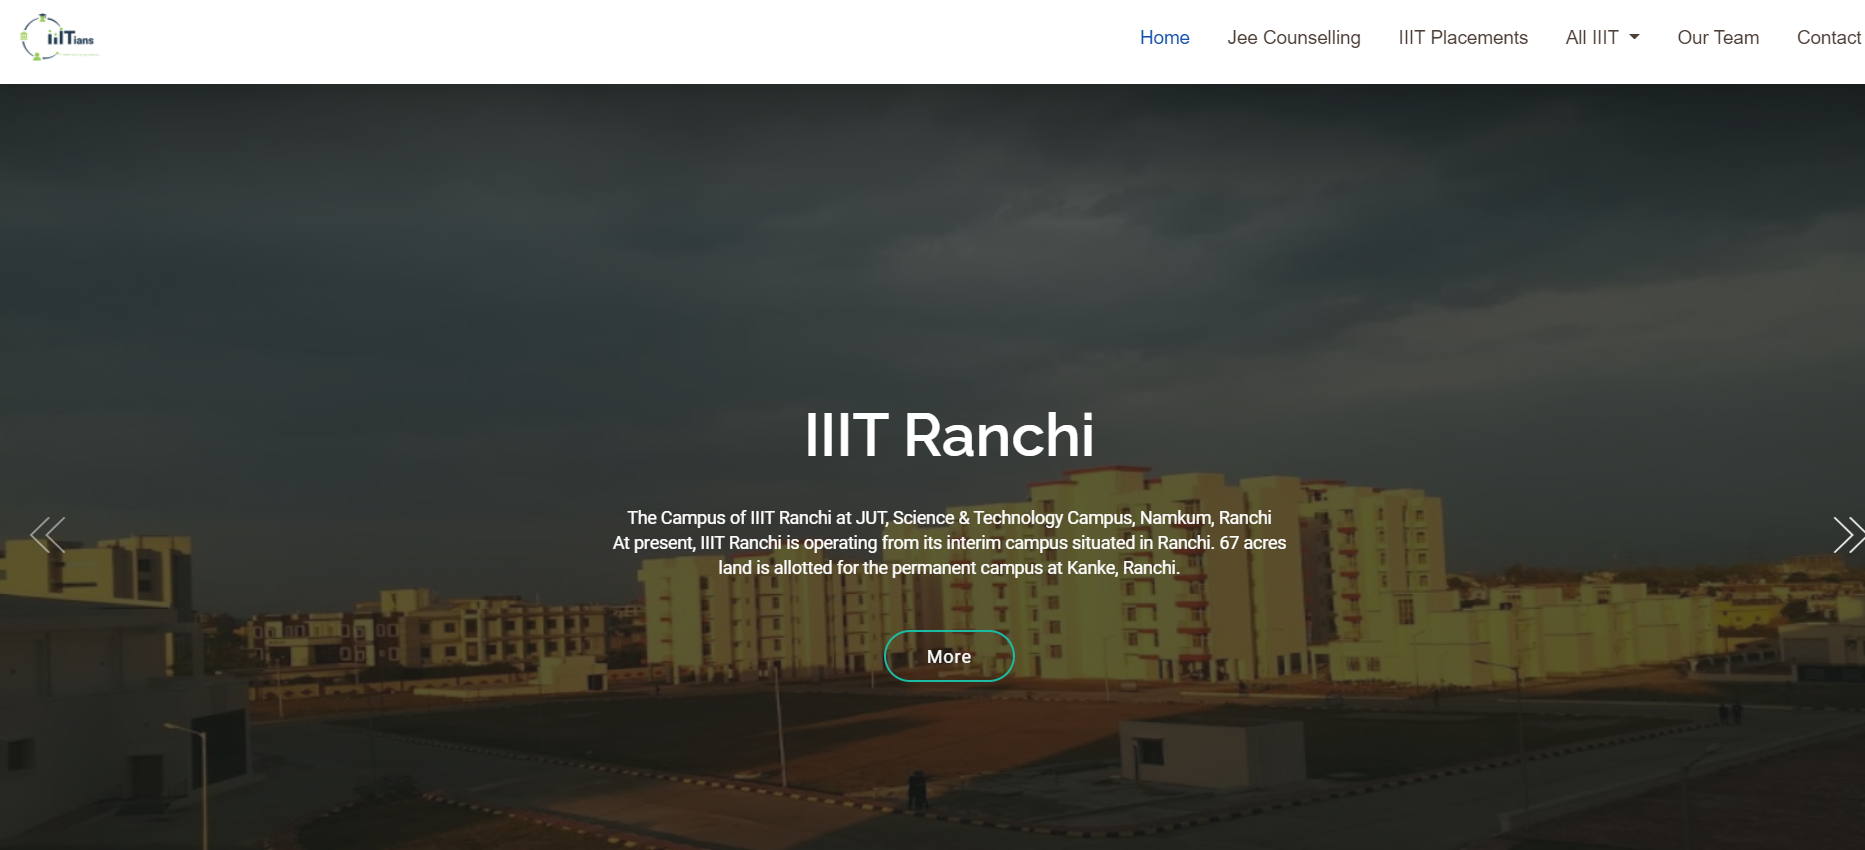 iiITians
Home
Jee Counselling
IIIT Placements
All IIIT
Our Team
Contact
IIIT Ranchi
The Campus of IIIT Ranchi at JUT, Science & Technology Campus, Namkum, Ranchi
At present, IIIT Ranchi is operating from its interim campus situated in Ranchi. 67 acres
land is allotted for the permanent campus at Kanke, Ranchi.
More